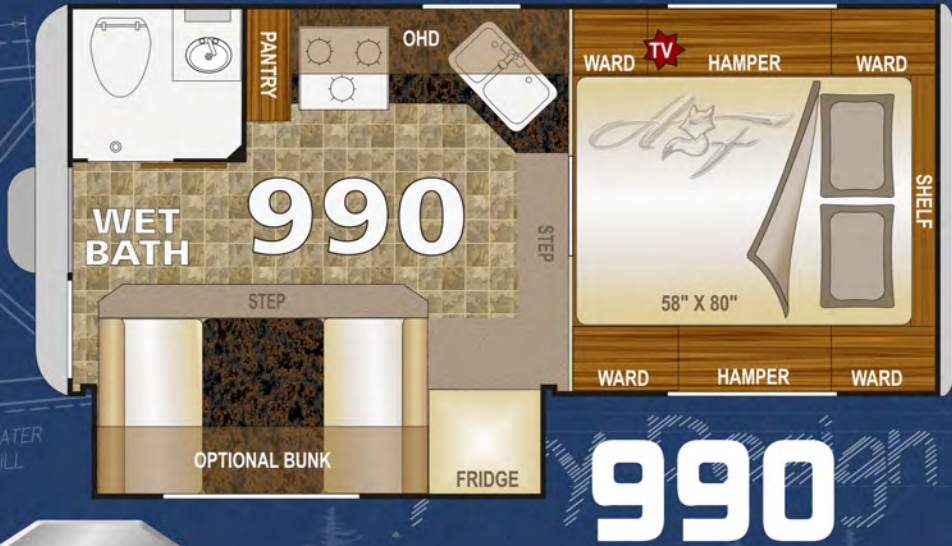 PANTRY
OHD
WARD
TV
HAMPER
WARD
SHELF
WET
BATH
990
STEP
58" X 80"
STEP
WARD
HAMPER
WARD
OPTIONAL BUNK
FRIDGE
990